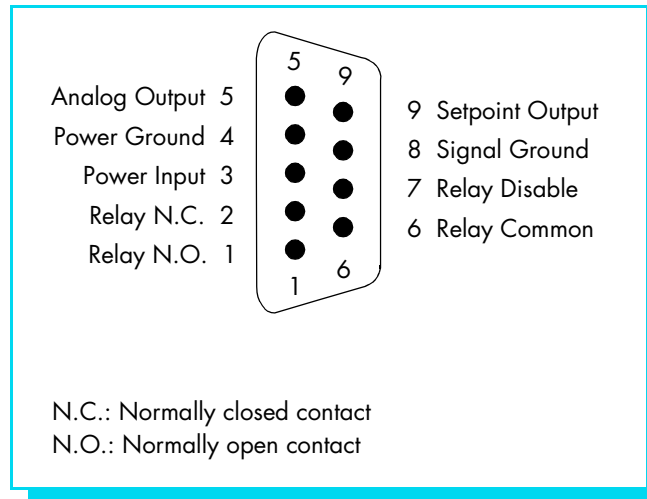 5
9
Analog Output 5
Power Ground 4
Power Input 3
Relay N.C. 2
Relay N.O. 1
9 Setpoint Output
8 Signal Ground
7 Relay Disable
6 Relay Common
1
6
N.C.: Normally closed contact
N.O.: Normally open contact